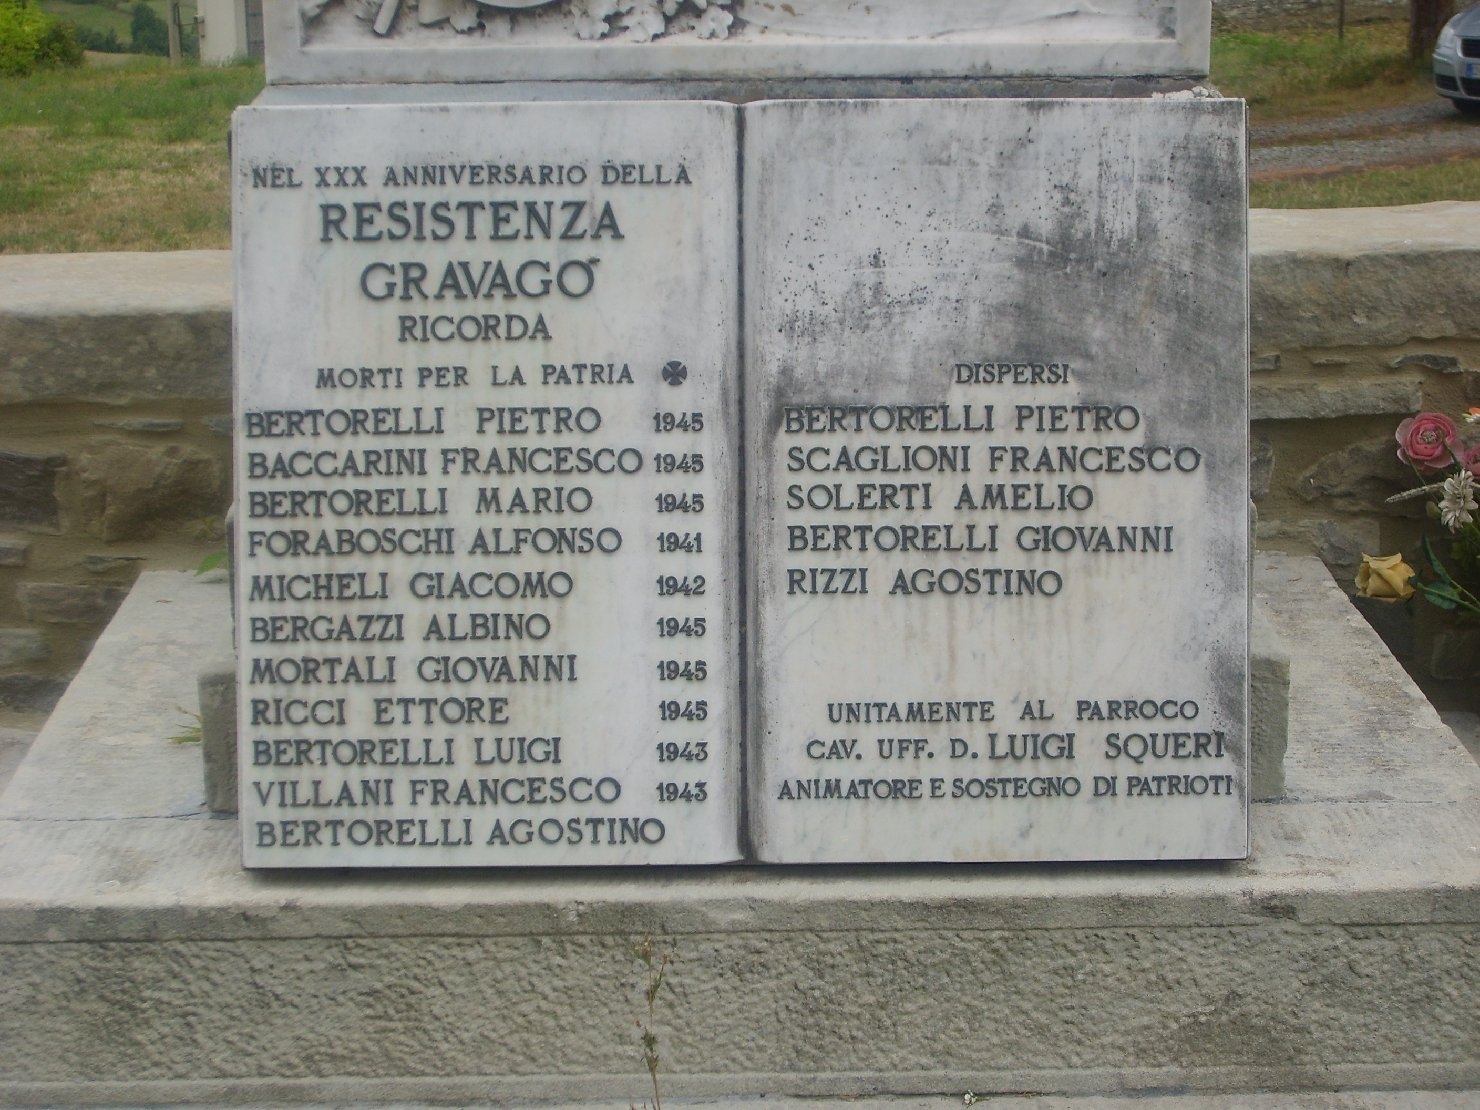 NEL XXX ANNIVERSARIO DELLA
RESISTENZA
GRAVAGO
RICORDA
MORTI PER LA PATRIA
BERTORELLI PIETRO 1945
BACCARINI FRANCESCO 1945
BERTORELLI MARIO 1945
FORABOSCHI ALFONSO 1941
MICHELI GIACOMO 1942
BERGAZZI ALBINO 1945
MORTALI GIOVANNI 1945
RICCI ETTORE 1945
BERTORELLI LUIGI 1943
VILLANI FRANCESCO 1943
BERTORELLI AGOSTINO
DISPERSI
BERTORELLI PIETRO
SCAGLIONI FRANCESCO
SOLERTI AMELIO
BERTORELLI GIOVANNI
RIZZI AGOSTINO
UNITAMENTE AL PARROCO
CAV. UFF. D. LUIGI SQUERI
ANIMATORE E SOSTEGNO DI PATRIOTI